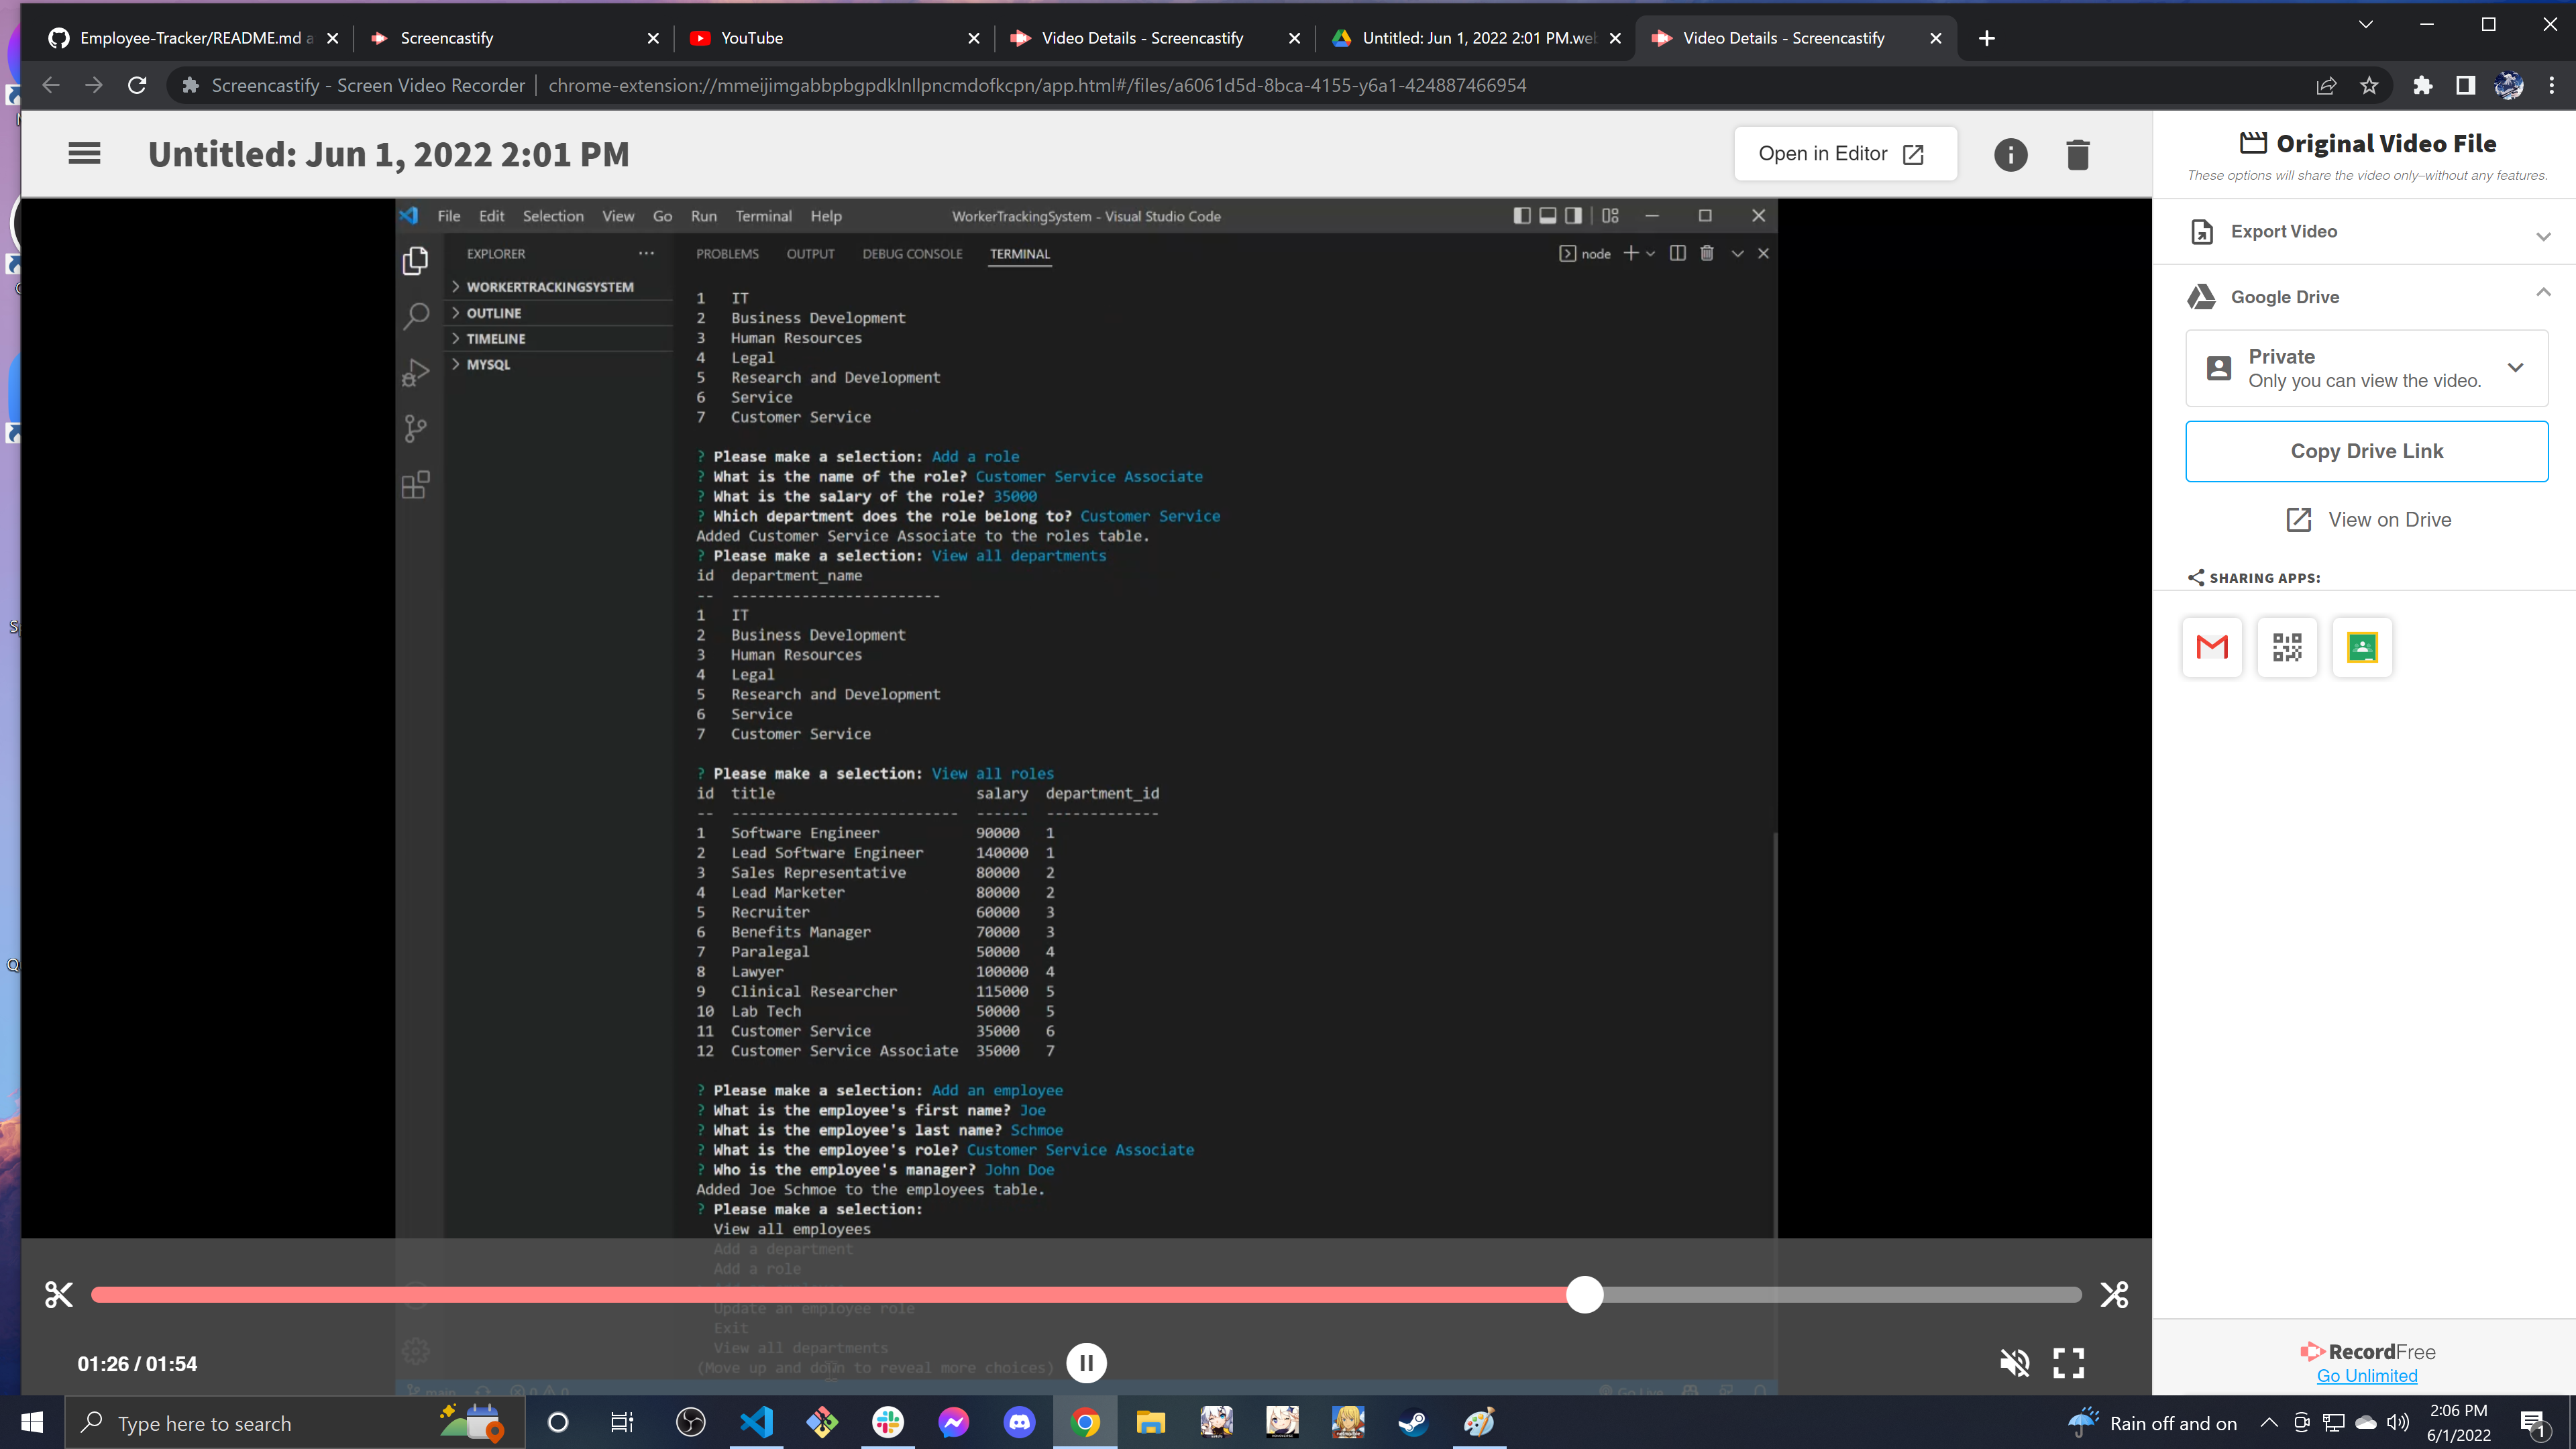 Employee-Tracker/README.md a
Screencastify
YouTube
Video Details - Screencastify
Untitled: Jun 1, 2022 2:01 PM.we
Video Details - Screencastify
Screencastify - Screen Video Recorder
chrome-extension://mmeijimgabbpbgpdklnllpncmdofkcpn/app.html#/files/a6061d5d-8bca-4155-y6a1-424887466954
Untitled: Jun 1, 2022 2:01 PM
Open in Editor
Original Video File
These options will share the video only–without any features.
Export Video
Google Drive
Private
Only you can view the video.
Copy Drive Link
View on Drive
SHARING APPS:
RecordFree
Go Unlimited
File Edit Selection View Go Run Terminal Help
WorkerTrackingSystem - Visual Studio Code
EXPLORER
WORKERTRACKINGSYSTEM
OUTLINE
TIMELINE
MYSQL
PROBLEMS OUTPUT DEBUG CONSOLE TERMINAL
node
1 IT
2 Business Development
3 Human Resources
4 Legal
5 Research and Development
6 Service
7 Customer Service
? Please make a selection: Add a role
? What is the name of the role? Customer Service Associate
? What is the salary of the role? 35000
? Which department does the role belong to? Customer Service
Added Customer Service Associate to the roles table.
? Please make a selection: View all departments
id department_name
-- ------------------------
1 IT
2 Business Development
3 Human Resources
4 Legal
5 Research and Development
6 Service
7 Customer Service
? Please make a selection: View all roles
id title salary department_id
-- -------------------------- ------ -------------
1 Software Engineer 90000 1
2 Lead Software Engineer 140000 1
3 Sales Representative 80000 2
4 Lead Marketer 80000 2
5 Recruiter 60000 3
6 Benefits Manager 70000 3
7 Paralegal 50000 4
8 Lawyer 100000 4
9 Clinical Researcher 115000 5
10 Lab Tech 50000 5
11 Customer Service 35000 6
12 Customer Service Associate 35000 7
? Please make a selection: Add an employee
? What is the employee's first name? Joe
? What is the employee's last name? Schmoe
? What is the employee's role? Customer Service Associate
? Who is the employee's manager? John Doe
Added Joe Schmoe to the employees table.
? Please make a selection:
View all employees
Add a department
Add a role
Update an employee role
Exit
View all departments
(Move up and down to reveal more choices)
main
Go Live
01:26 / 01:54
Type here to search
Rain off and on
2:06 PM
6/1/2022
1